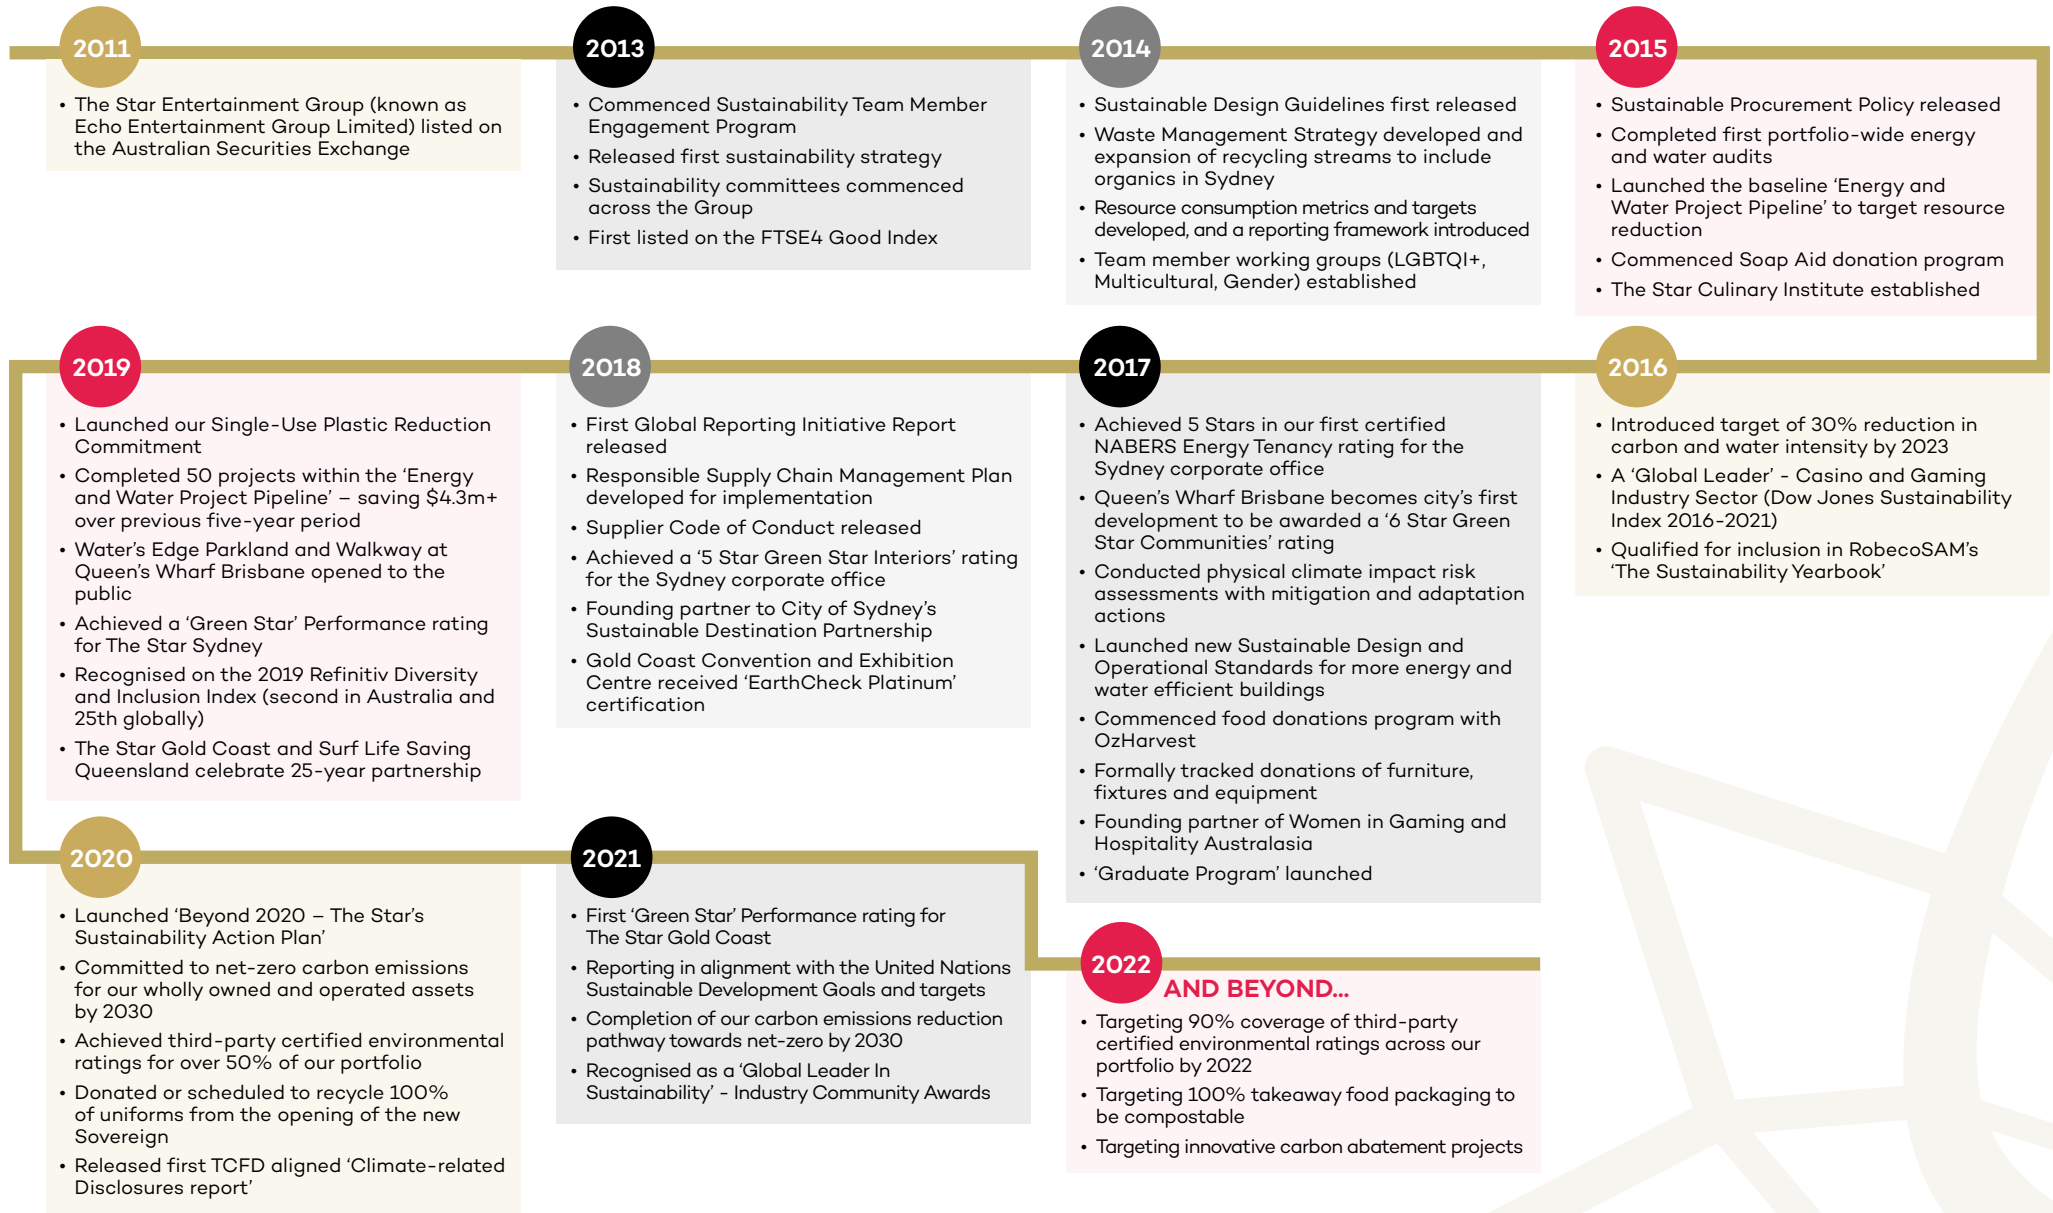 2011
• The Star Entertainment Group (known as
Echo Entertainment Group Limited) listed on
the Australian Securities Exchange
2013
• Commenced Sustainability Team Member
Engagement Program
• Released first sustainability strategy
• Sustainability committees commenced
across the Group
• First listed on the FTSE4 Good Index
2014
• Sustainable Design Guidelines first released
• Waste Management Strategy developed and
expansion of recycling streams to include
organics in Sydney
• Resource consumption metrics and targets
developed, and a reporting framework introduced
• Team member working groups (LGBTQI+,
Multicultural, Gender) established
2015
• Sustainable Procurement Policy released
• Completed first portfolio-wide energy
and water audits
• Launched the baseline ‘Energy and
Water Project Pipeline’ to target resource
reduction
• Commenced Soap Aid donation program
• The Star Culinary Institute established
2016
• Introduced target of 30% reduction in
carbon and water intensity by 2023
• A ‘Global Leader’ - Casino and Gaming
Industry Sector (Dow Jones Sustainability
Index 2016-2021)
• Qualified for inclusion in RobecoSAM’s
‘The Sustainability Yearbook’
2017
• Achieved 5 Stars in our first certified
NABERS Energy Tenancy rating for the
Sydney corporate office
• Queen’s Wharf Brisbane becomes city’s first
development to be awarded a ‘6 Star Green
Star Communities’ rating
• Conducted physical climate impact risk
assessments with mitigation and adaptation
actions
• Launched new Sustainable Design and
Operational Standards for more energy and
water efficient buildings
• Commenced food donations program with
OzHarvest
• Formally tracked donations of furniture,
fixtures and equipment
• Founding partner of Women in Gaming and
Hospitality Australasia
• ‘Graduate Program’ launched
2018
• First Global Reporting Initiative Report
released
• Responsible Supply Chain Management Plan
developed for implementation
• Supplier Code of Conduct released
• Achieved a ‘5 Star Green Star Interiors’ rating
for the Sydney corporate office
• Founding partner to City of Sydney’s
Sustainable Destination Partnership
• Gold Coast Convention and Exhibition
Centre received ‘EarthCheck Platinum’
certification
2019
• Launched our Single-Use Plastic Reduction
Commitment
• Completed 50 projects within the ‘Energy
and Water Project Pipeline’ – saving $4.3m+
over previous five-year period
• Water’s Edge Parkland and Walkway at
Queen’s Wharf Brisbane opened to the
public
• Achieved a ‘Green Star’ Performance rating
for The Star Sydney
• Recognised on the 2019 Refinitiv Diversity
and Inclusion Index (second in Australia and
25th globally)
• The Star Gold Coast and Surf Life Saving
Queensland celebrate 25-year partnership
2020
• Launched ‘Beyond 2020 – The Star’s
Sustainability Action Plan’
• Committed to net-zero carbon emissions
for our wholly owned and operated assets
by 2030
• Achieved third-party certified environmental
ratings for over 50% of our portfolio
• Donated or scheduled to recycle 100%
of uniforms from the opening of the new
Sovereign
• Released first TCFD aligned ‘Climate-related
Disclosures report’
2021
• First ‘Green Star’ Performance rating for
The Star Gold Coast
• Reporting in alignment with the United Nations
Sustainable Development Goals and targets
• Completion of our carbon emissions reduction
pathway towards net-zero by 2030
• Recognised as a ‘Global Leader In
Sustainability’ - Industry Community Awards
2022
AND BEYOND...
• Targeting 90% coverage of third-party
certified environmental ratings across our
portfolio by 2022
• Targeting 100% takeaway food packaging to
be compostable
• Targeting innovative carbon abatement projects